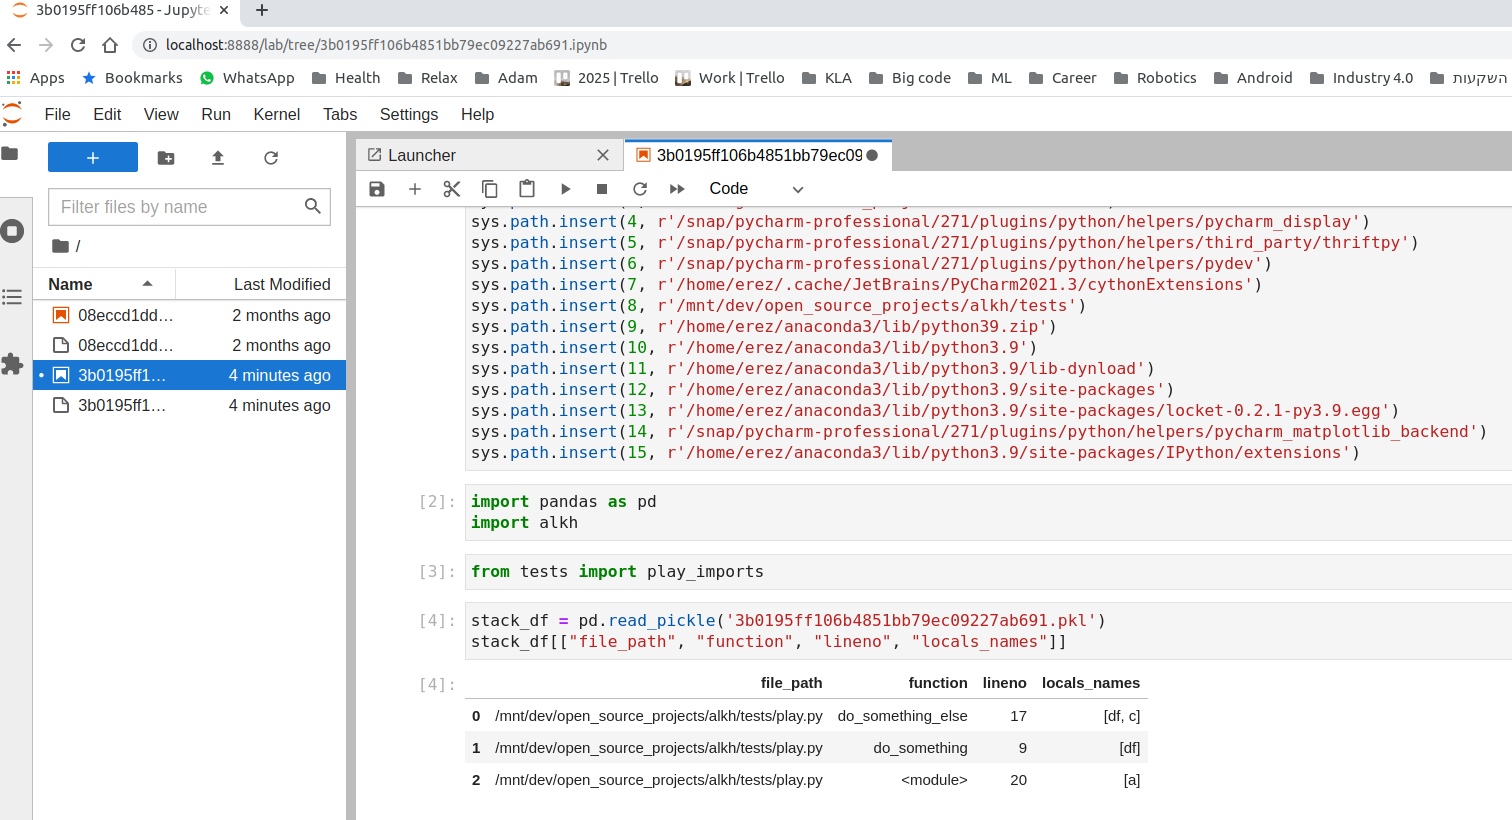 3b0195ff106b485 - Jupyte
localhost:8888/lab/tree/3b0195ff106b4851bb79ec09227ab691.ipynb
Apps Bookmarks WhatsApp Health Relax Adam 2025 | Trello Work | Trello KLA Big code ML Career Robotics Android Industry 4.0 השקעות
File Edit View Run Kernel Tabs Settings Help
Filter files by name
/
Name Last Modified
08eccd1dd… 2 months ago
08eccd1dd… 2 months ago
3b0195ff1… 4 minutes ago
3b0195ff1… 4 minutes ago
Launcher
3b0195ff106b4851bb79ec09
Code
sys.path.insert(4, r'/snap/pycharm-professional/271/plugins/python/helpers/pycharm_display')
sys.path.insert(5, r'/snap/pycharm-professional/271/plugins/python/helpers/third_party/thriftpy')
sys.path.insert(6, r'/snap/pycharm-professional/271/plugins/python/helpers/pydev')
sys.path.insert(7, r'/home/erez/.cache/JetBrains/PyCharm2021.3/cythonExtensions')
sys.path.insert(8, r'/mnt/dev/open_source_projects/alkh/tests')
sys.path.insert(9, r'/home/erez/anaconda3/lib/python39.zip')
sys.path.insert(10, r'/home/erez/anaconda3/lib/python3.9')
sys.path.insert(11, r'/home/erez/anaconda3/lib/python3.9/lib-dynload')
sys.path.insert(12, r'/home/erez/anaconda3/lib/python3.9/site-packages')
sys.path.insert(13, r'/home/erez/anaconda3/lib/python3.9/site-packages/locket-0.2.1-py3.9.egg')
sys.path.insert(14, r'/snap/pycharm-professional/271/plugins/python/helpers/pycharm_matplotlib_backend')
sys.path.insert(15, r'/home/erez/anaconda3/lib/python3.9/site-packages/IPython/extensions')
[2]: import pandas as pd
import alkh
[3]: from tests import play_imports
[4]: stack_df = pd.read_pickle('3b0195ff106b4851bb79ec09227ab691.pkl')
stack_df[["file_path", "function", "lineno", "locals_names"]]
[4]: file_path function lineno locals_names
0 /mnt/dev/open_source_projects/alkh/tests/play.py do_something_else 17 [df, c]
1 /mnt/dev/open_source_projects/alkh/tests/play.py do_something 9 [df]
2 /mnt/dev/open_source_projects/alkh/tests/play.py <module> 20 [a]